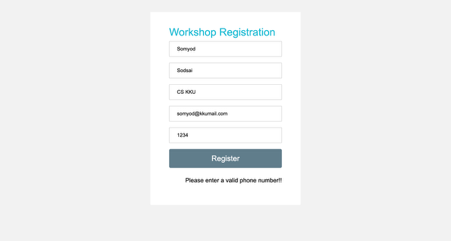 Workshop Registration
Somyod
Sodsai
CS KKU
somyod@kkumail.com
1234
Register
Please enter a valid phone number!!